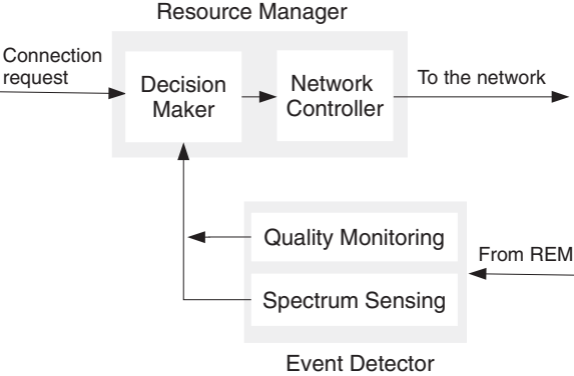 Resource Manager
Connection
request
Decision
Maker
Network
Controller
To the network
Quality Monitoring
From REM
Spectrum Sensing
Event Detector